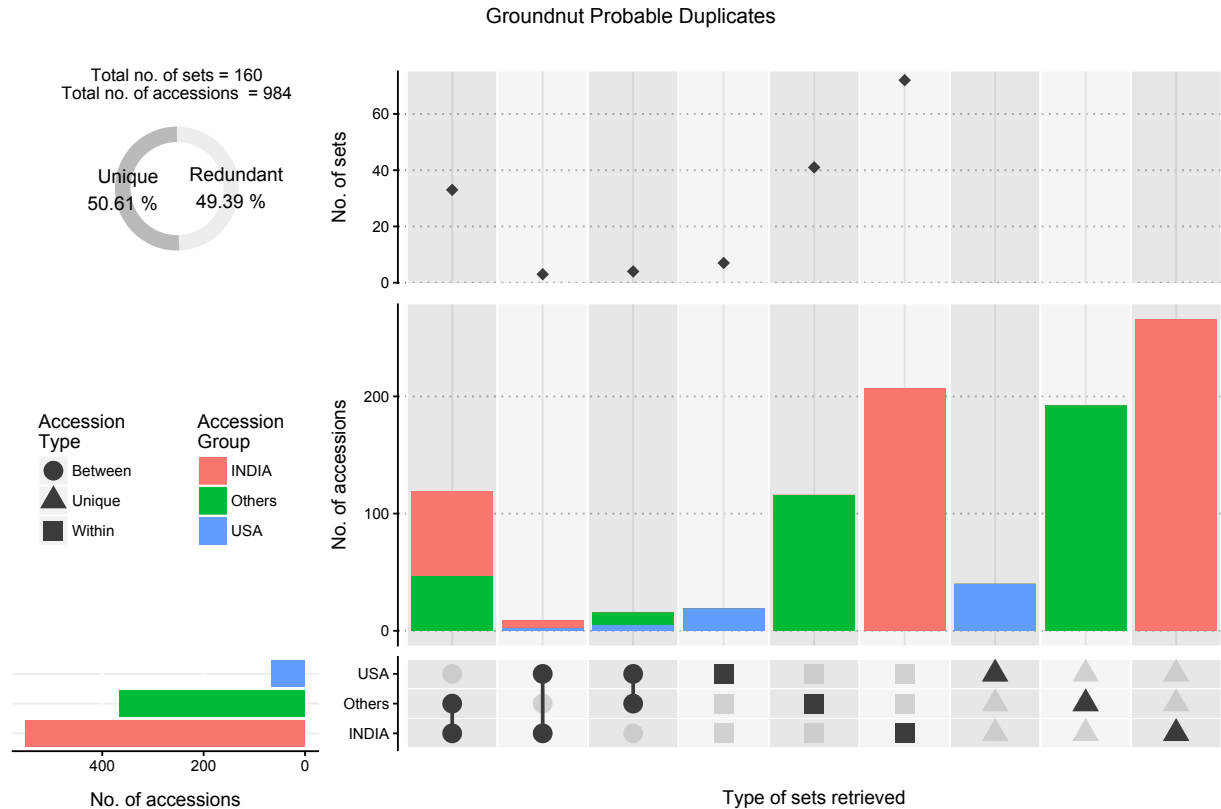 Groundnut Probable Duplicates
Total no. of sets = 160
Total no. of accessions  = 984
Unique
50.61 %
Redundant
49.39 %
No. of sets
60
40
20
0
Accession
Type
Between
Unique
Within
Accession
Group
INDIA
Others
USA
No. of accessions
200
100
0
USA
Others
INDIA
400
200
0
No. of accessions
Type of sets retrieved